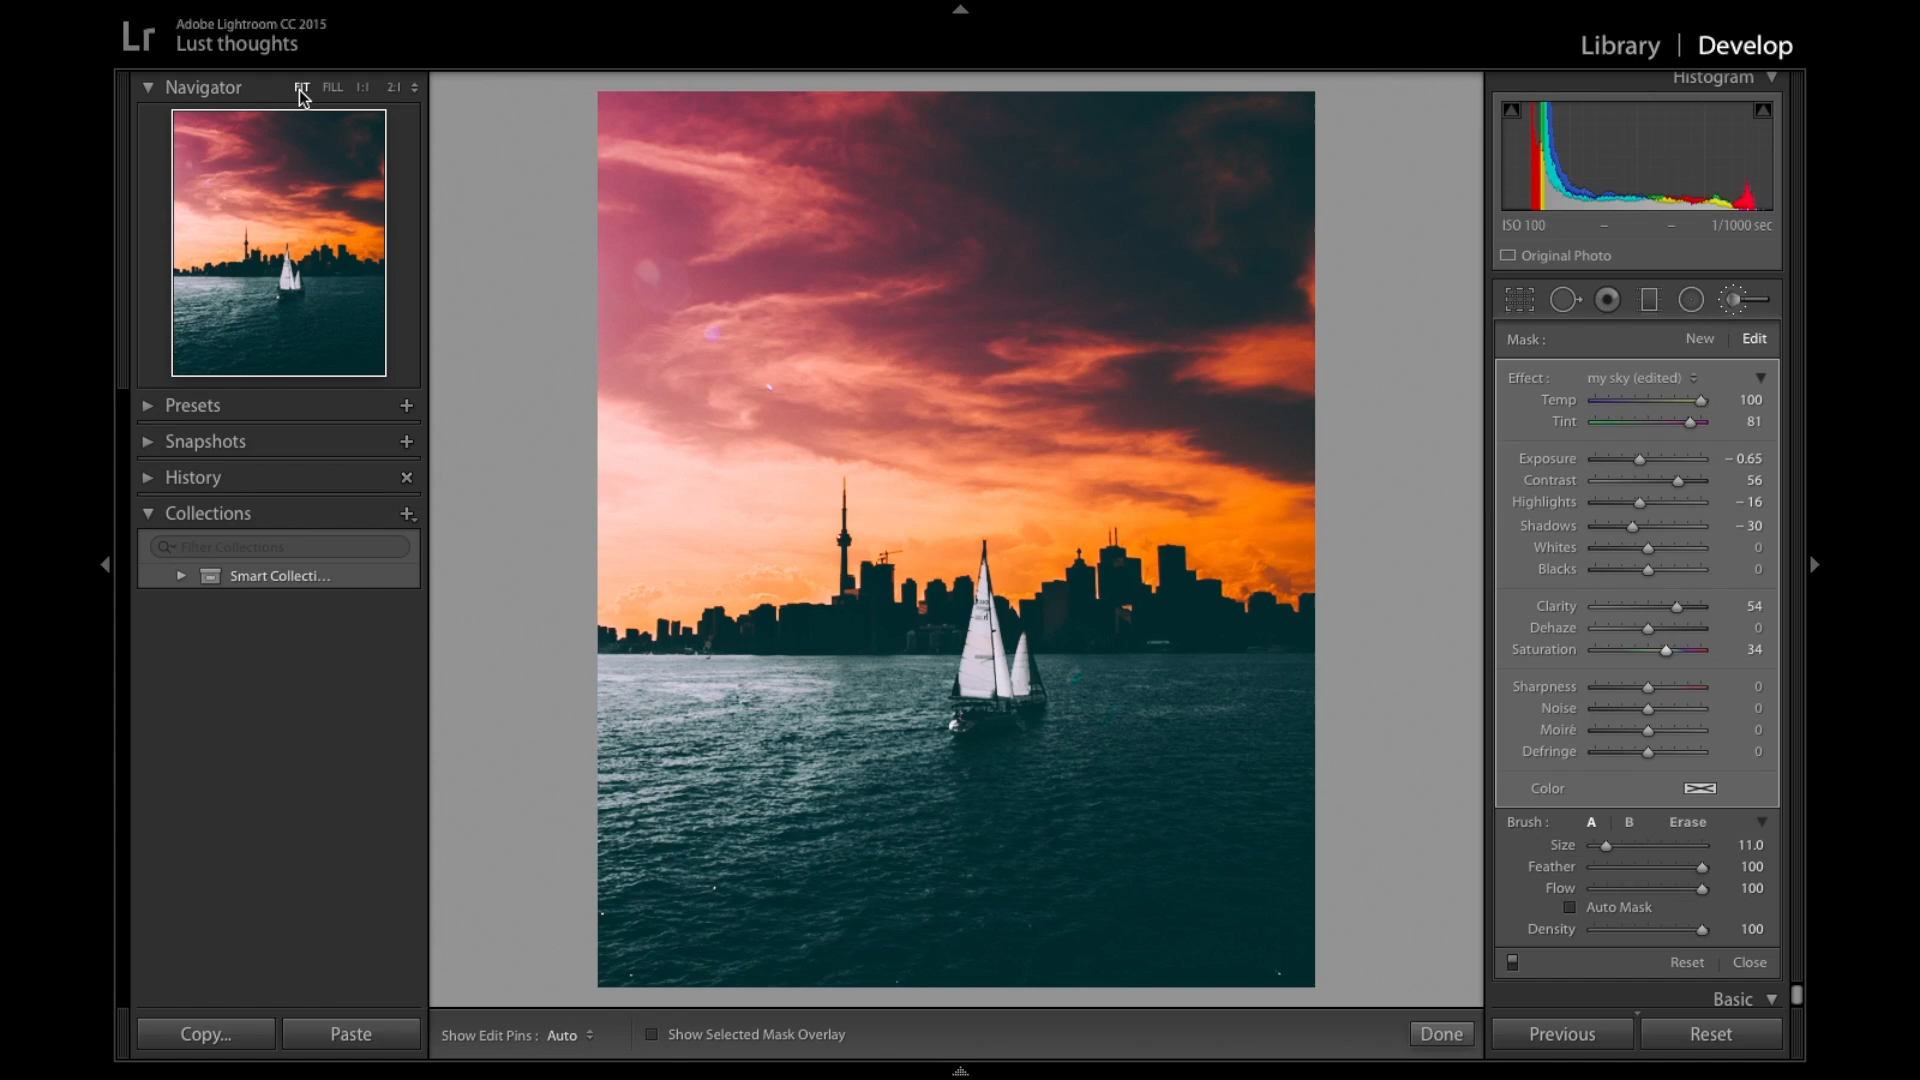 Lr
Adobe Lightroom CC 2015
Lust thoughts
Library | Develop
Navigator FIT FILL 1:1 2:1
Presets
Snapshots
History
Collections
Filter Collections
Smart Collecti...
Copy...
Paste
Show Edit Pins : Auto
Show Selected Mask Overlay
Done
Histogram
ISO 100 – – 1/1000 sec
Original Photo
Mask : New Edit
Effect : my sky (edited)
Temp 100
Tint 81
Exposure – 0.65
Contrast 56
Highlights – 16
Shadows – 30
Whites 0
Blacks 0
Clarity 54
Dehaze 0
Saturation 34
Sharpness 0
Noise 0
Moiré 0
Defringe 0
Color
Brush : A B Erase
Size 11.0
Feather 100
Flow 100
Auto Mask
Density 100
Reset Close
Basic
Previous
Reset